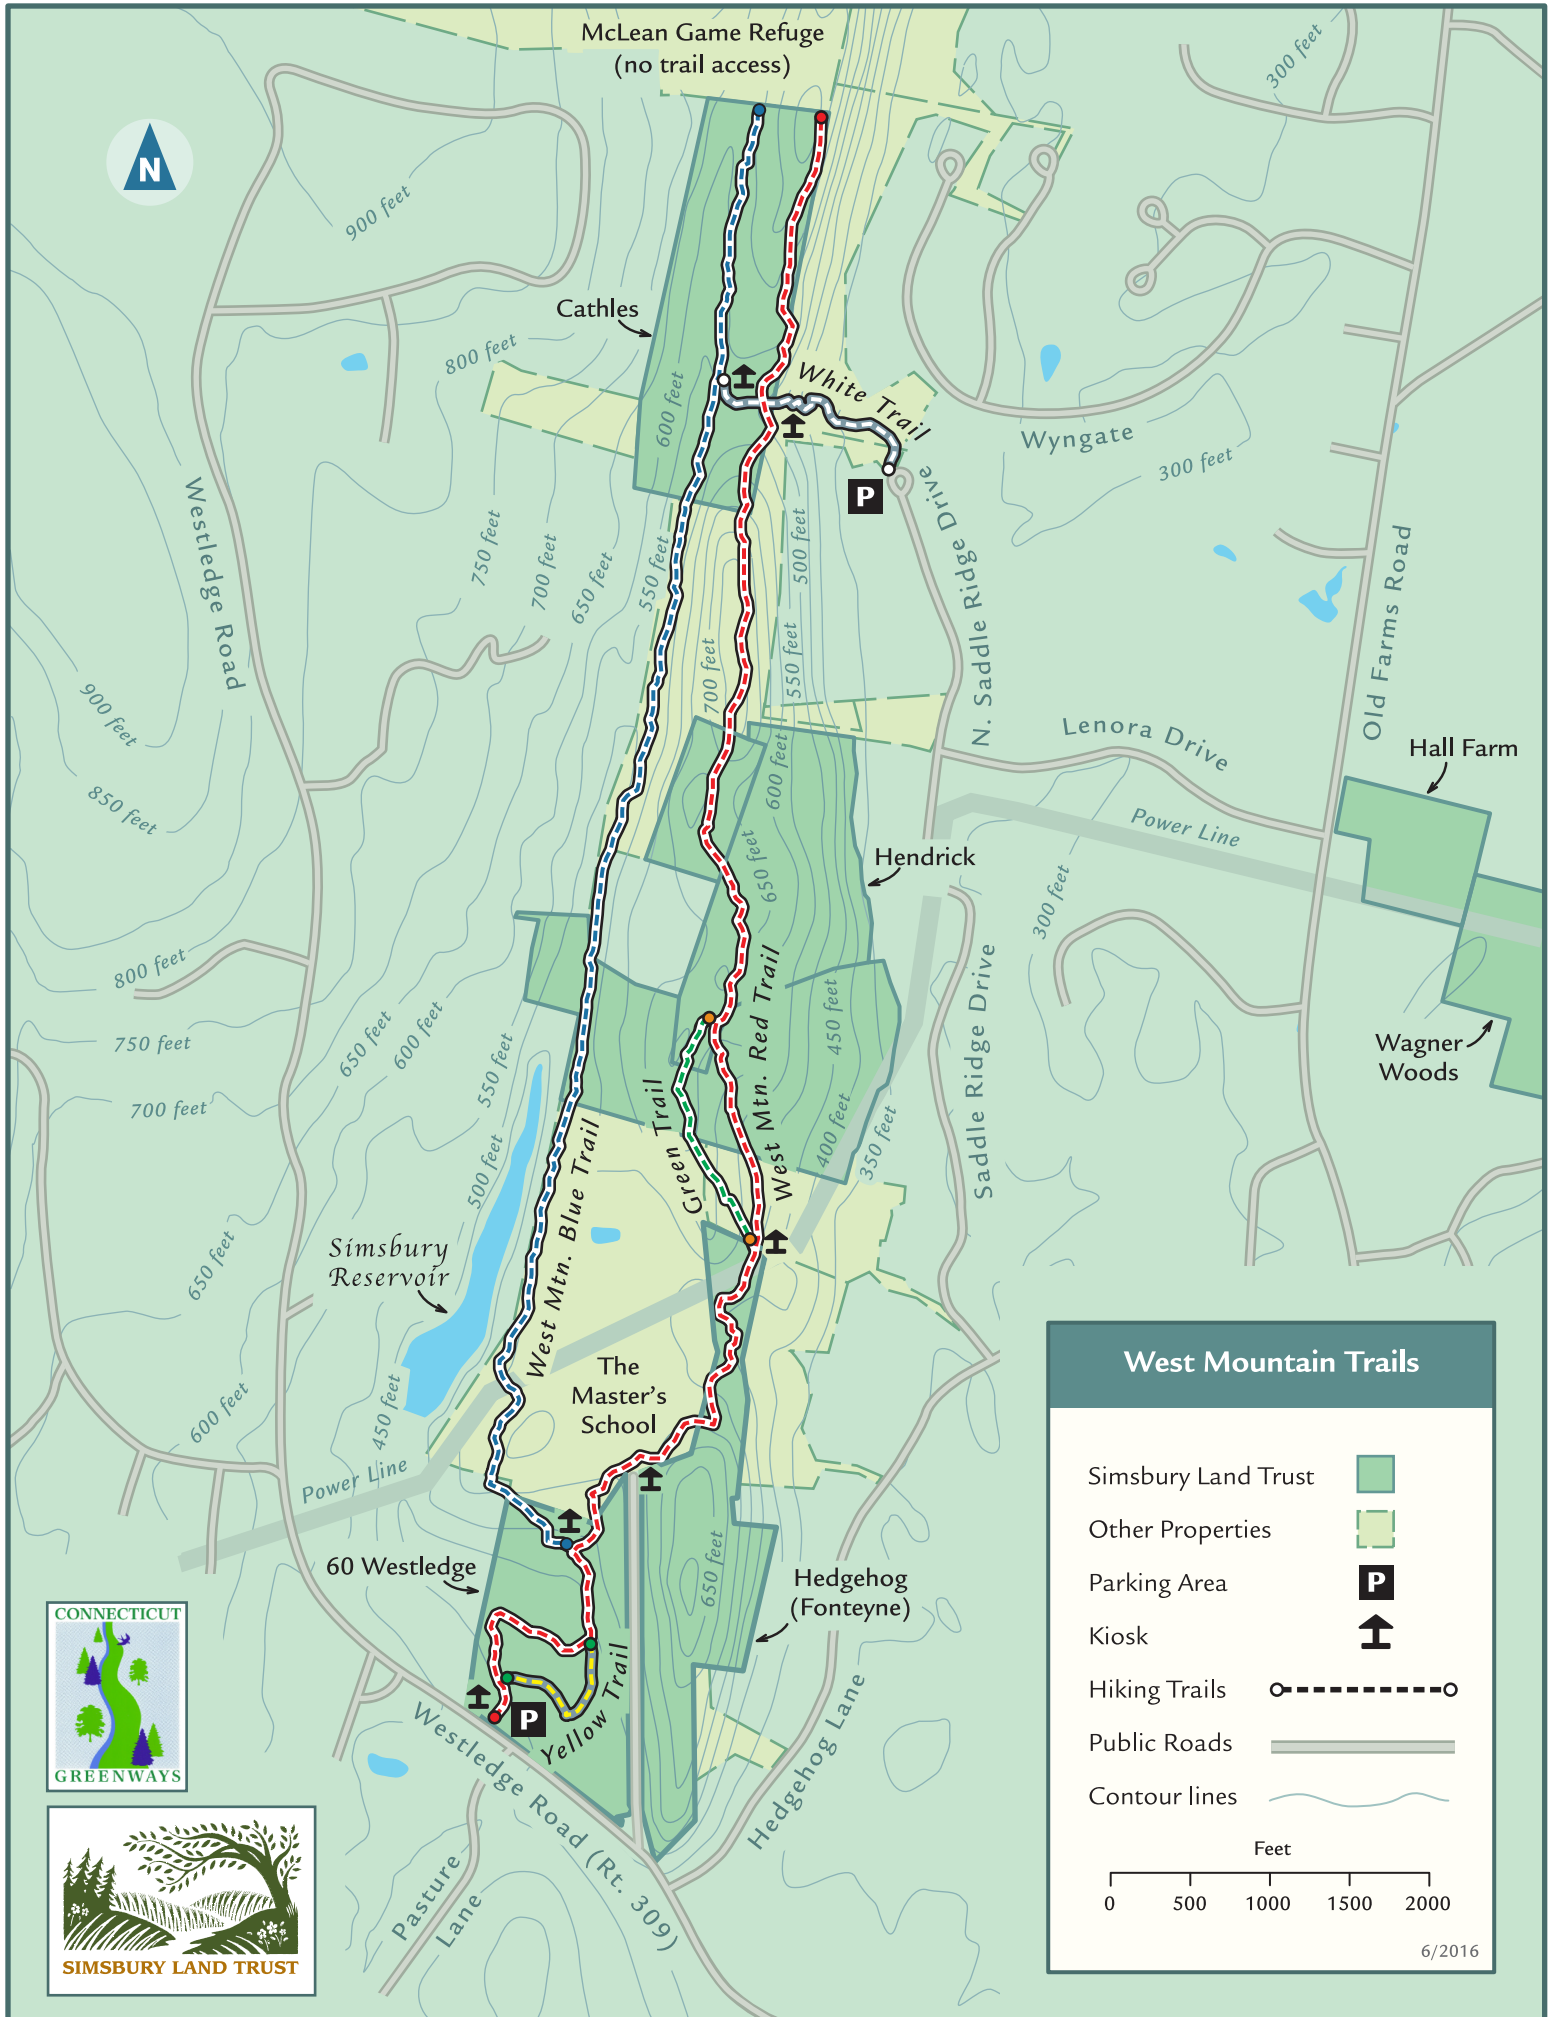 McLean Game Refuge
(no trail access)
300 feet
N
900 feet
Cathles
800 feet
White Trail
600 feet
Wyngate
300 feet
P
Westledge Road
750 feet
700 feet
650 feet
550 feet
500 feet
N. Saddle Ridge Drive
Old Farms Road
700 feet
550 feet
900 feet
Lenora Drive
Hall Farm
600 feet
850 feet
Power Line
Hendrick
650 feet
300 feet
800 feet
750 feet
650 feet
600 feet
550 feet
West Mtn. Red Trail
450 feet
Saddle Ridge Drive
Wagner
Woods
700 feet
Green Trail
400 feet
350 feet
500 feet
West Mtn. Blue Trail
Simsbury
Reservoir
650 feet
The
Master's
School
600 feet
450 feet
Power Line
60 Westledge
650 feet
Hedgehog
(Fonteyne)
P
Yellow Trail
Westledge Road (Rt. 309)
Hedgehog Lane
Pasture
Lane
CONNECTICUT
GREENWAYS
SIMSBURY LAND TRUST
West Mountain Trails
Simsbury Land Trust
Other Properties
Parking Area
P
Kiosk
Hiking Trails
Public Roads
Contour lines
Feet
0 500 1000 1500 2000
6/2016